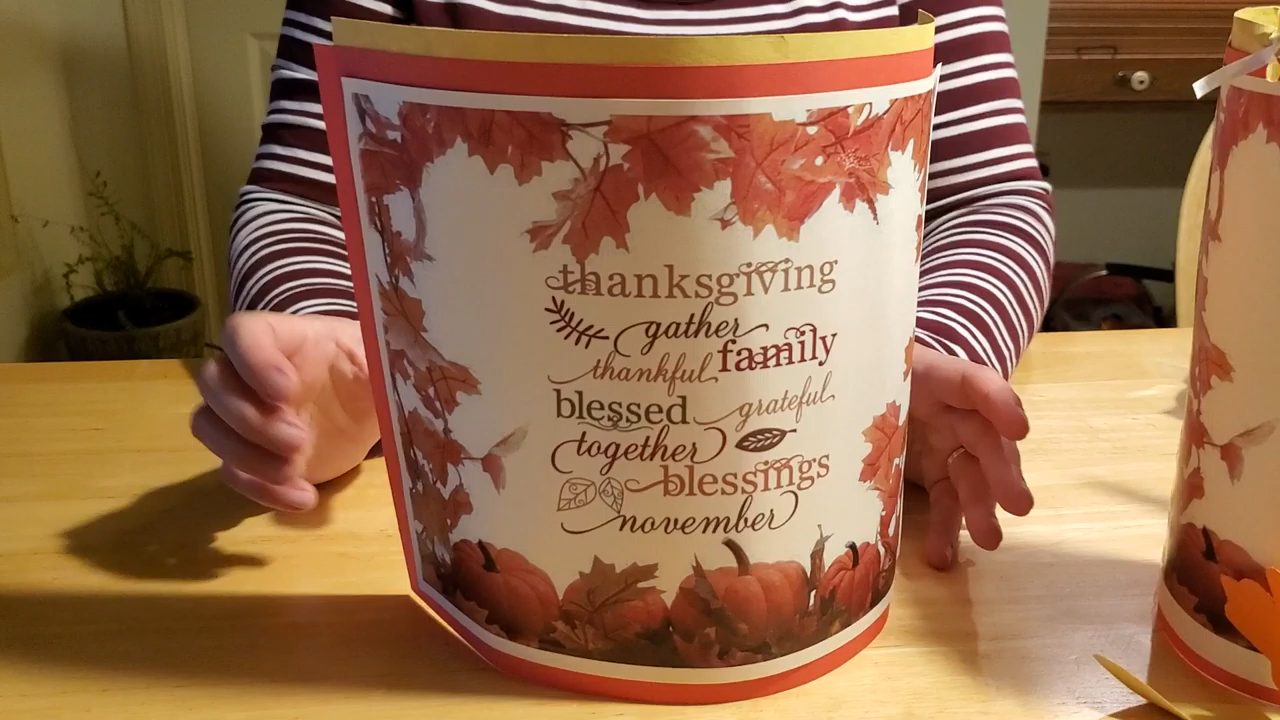 thanksgiving
gather
thankful family
blessed grateful
together
blessings
november